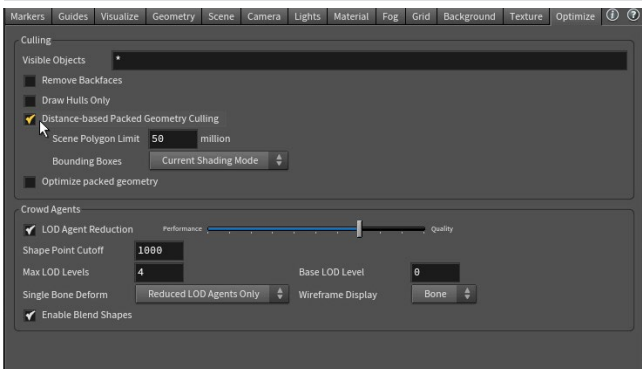 Markers Guides Visualize Geometry Scene Camera Lights Material Fog Grid Background Texture Optimize
Culling
Visible Objects *
Remove Backfaces
Draw Hulls Only
Distance-based Packed Geometry Culling
Scene Polygon Limit 50 million
Bounding Boxes Current Shading Mode
Optimize packed geometry
Crowd Agents
LOD Agent Reduction Performance Quality
Shape Point Cutoff 1000
Max LOD Levels 4 Base LOD Level 0
Single Bone Deform Reduced LOD Agents Only Wireframe Display Bone
Enable Blend Shapes